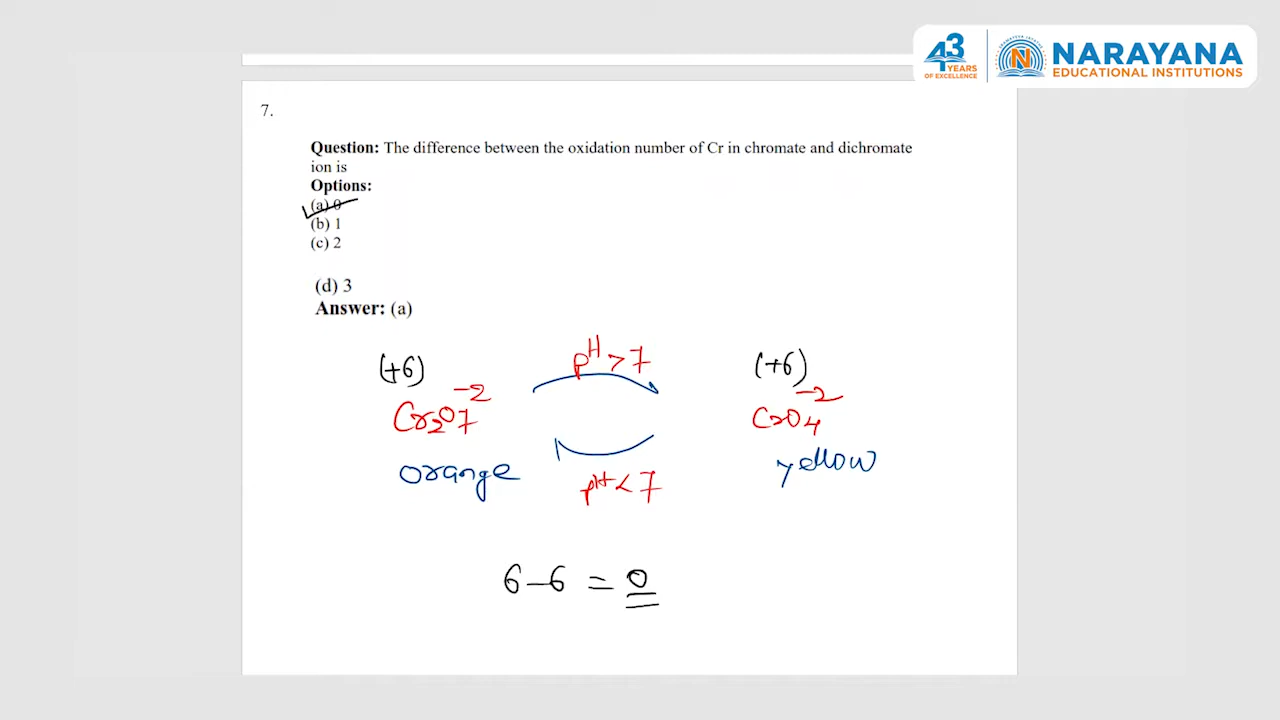 43
YEARS
OF EXCELLENCE
NARAYANA
EDUCATIONAL INSTITUTIONS
7.
Question: The difference between the oxidation number of Cr in chromate and dichromate
ion is
Options:
(a) 0
(b) 1
(c) 2
(d) 3
Answer: (a)
(+6) pH > 7 (+6)
Cr2O7^-2 CrO4^-2
orange pH < 7 yellow
6 – 6 = 0